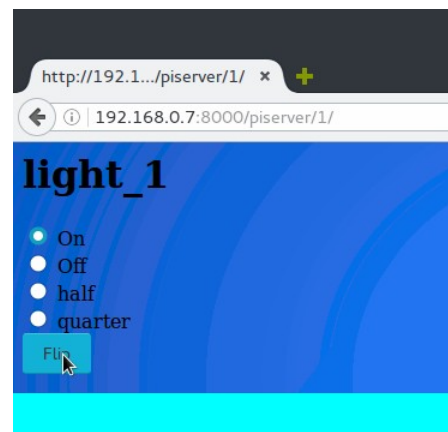 http://192.1.../piserver/1/
192.168.0.7:8000/piserver/1/
light_1
On
Off
half
quarter